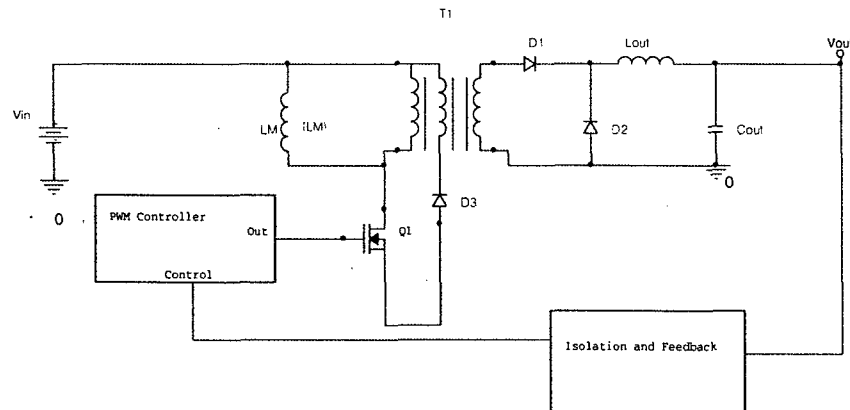 T1
D1
Lout
Vou
Vin
LM
D2
Cout
0
D3
0
PWM Controller
Out
Q1
Control
Isolation and Feedback